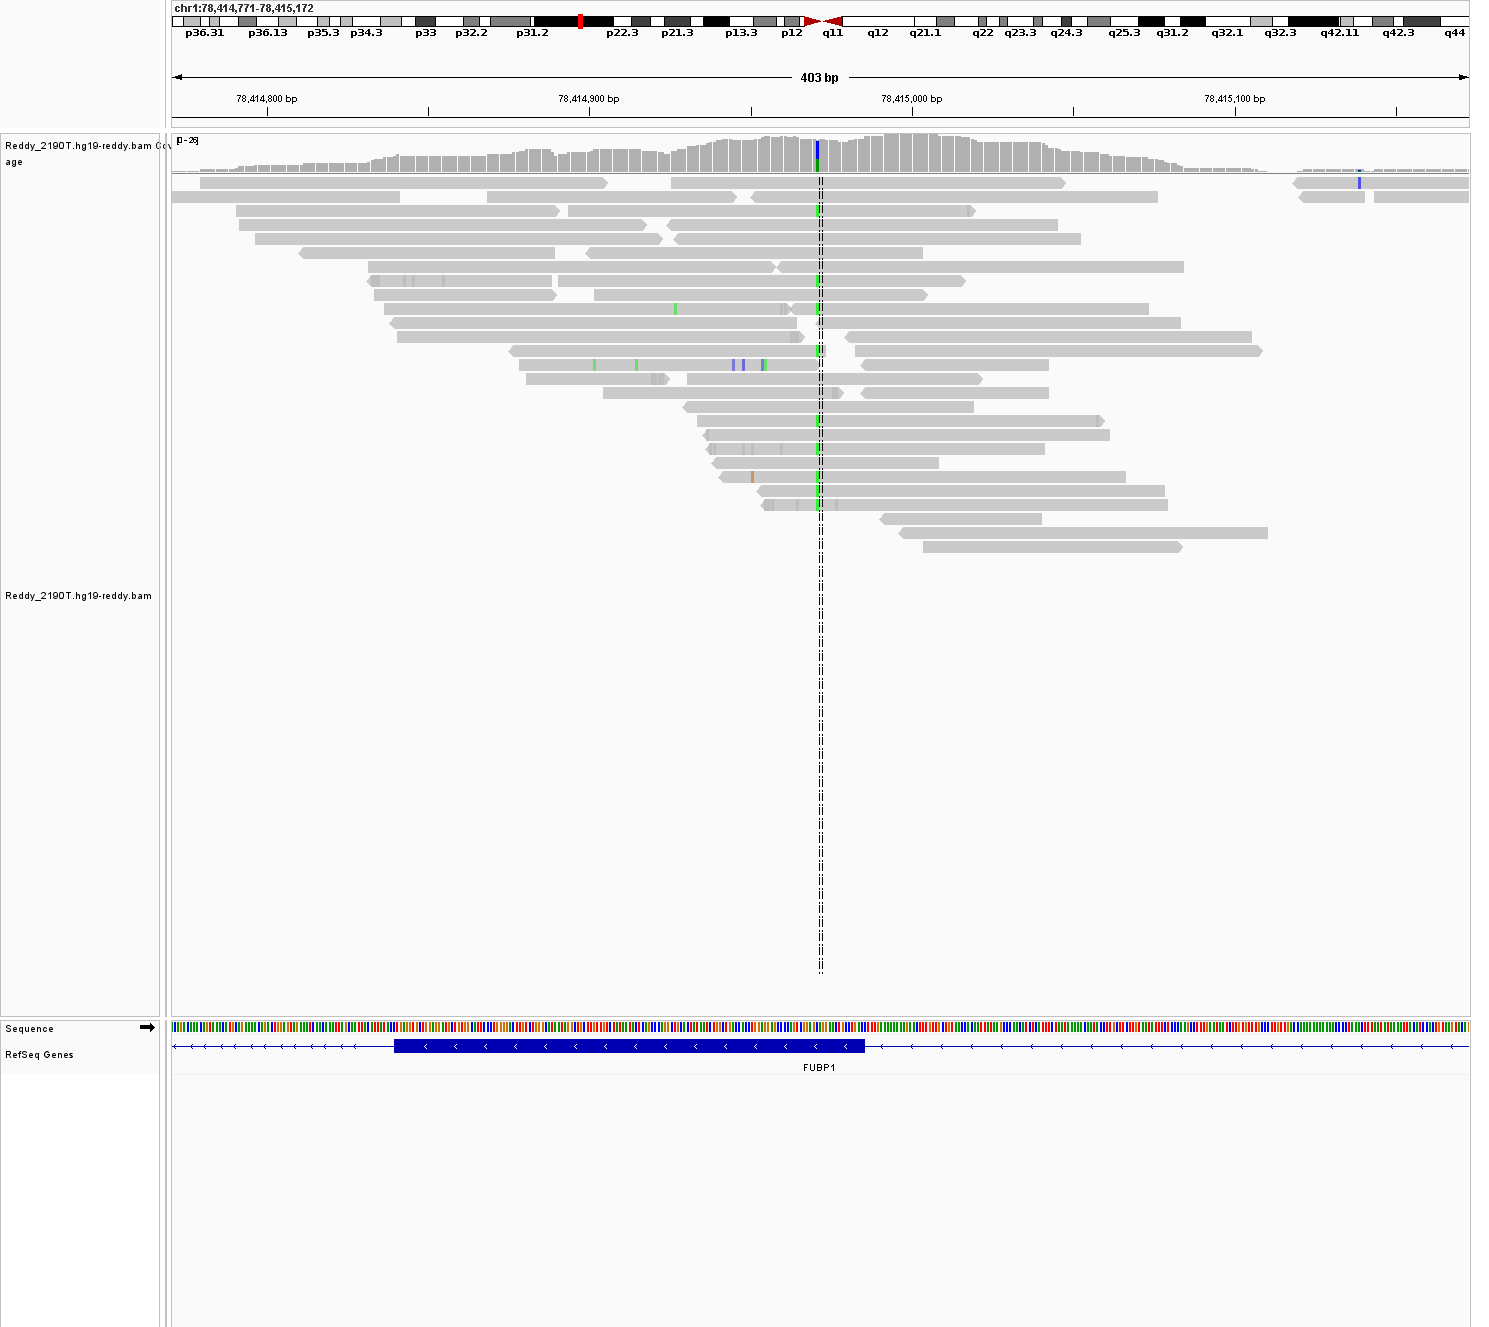 chr1:78,414,771-78,415,172
p36.31 p36.13 p35.3 p34.3 p33 p32.2 p31.2 p22.3 p21.3 p13.3 p12 q11 q12 q21.1 q22 q23.3 q24.3 q25.3 q31.2 q32.1 q32.3 q42.11 q42.3 q44
403 bp
78,414,800 bp 78,414,900 bp 78,415,000 bp 78,415,100 bp
Reddy_2190T.hg19-reddy.bam Cov
age
[0-26]
Reddy_2190T.hg19-reddy.bam
Sequence
RefSeq Genes
FUBP1